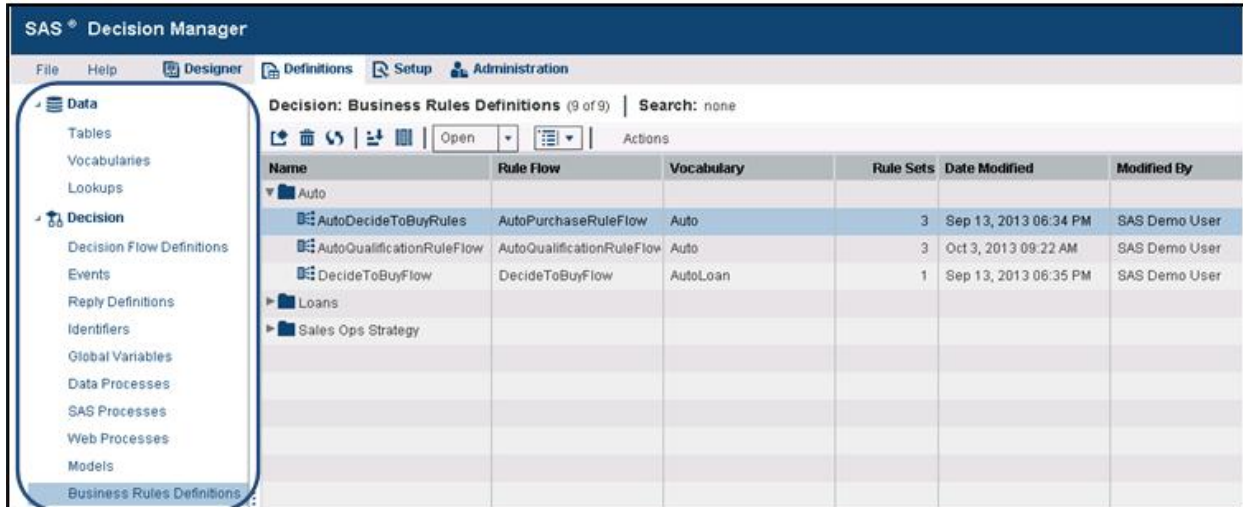 SAS ® Decision Manager
File Help Designer Definitions Setup Administration
Data
Tables
Vocabularies
Lookups
Decision
Decision Flow Definitions
Events
Reply Definitions
Identifiers
Global Variables
Data Processes
SAS Processes
Web Processes
Models
Business Rules Definitions
Decision: Business Rules Definitions (9 of 9) | Search: none
Open Actions
Name Rule Flow Vocabulary Rule Sets Date Modified Modified By
Auto
AutoDecideToBuyRules AutoPurchaseRuleFlow Auto 3 Sep 13, 2013 06:34 PM SAS Demo User
AutoQualificationRuleFlow AutoQualificationRuleFlow Auto 3 Oct 3, 2013 09:22 AM SAS Demo User
DecideToBuyFlow DecideToBuyFlow AutoLoan 1 Sep 13, 2013 06:35 PM SAS Demo User
Loans
Sales Ops Strategy